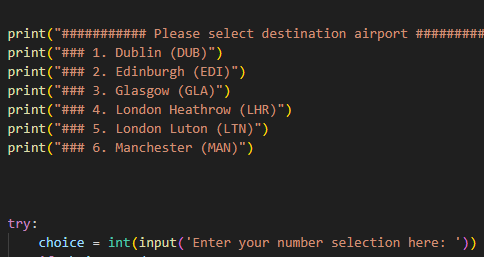 print("########### Please select destination airport #########
print("### 1. Dublin (DUB)")
print("### 2. Edinburgh (EDI)")
print("### 3. Glasgow (GLA)")
print("### 4. London Heathrow (LHR)")
print("### 5. London Luton (LTN)")
print("### 6. Manchester (MAN)")
try:
    choice = int(input('Enter your number selection here: '))